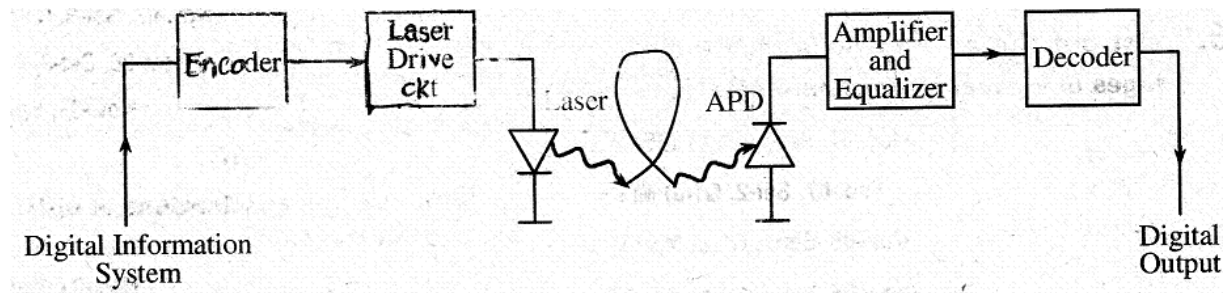 Encoder
Laser
Drive
ckt
Laser
APD
Amplifier
and
Equalizer
Decoder
Digital Information
System
Digital
Output